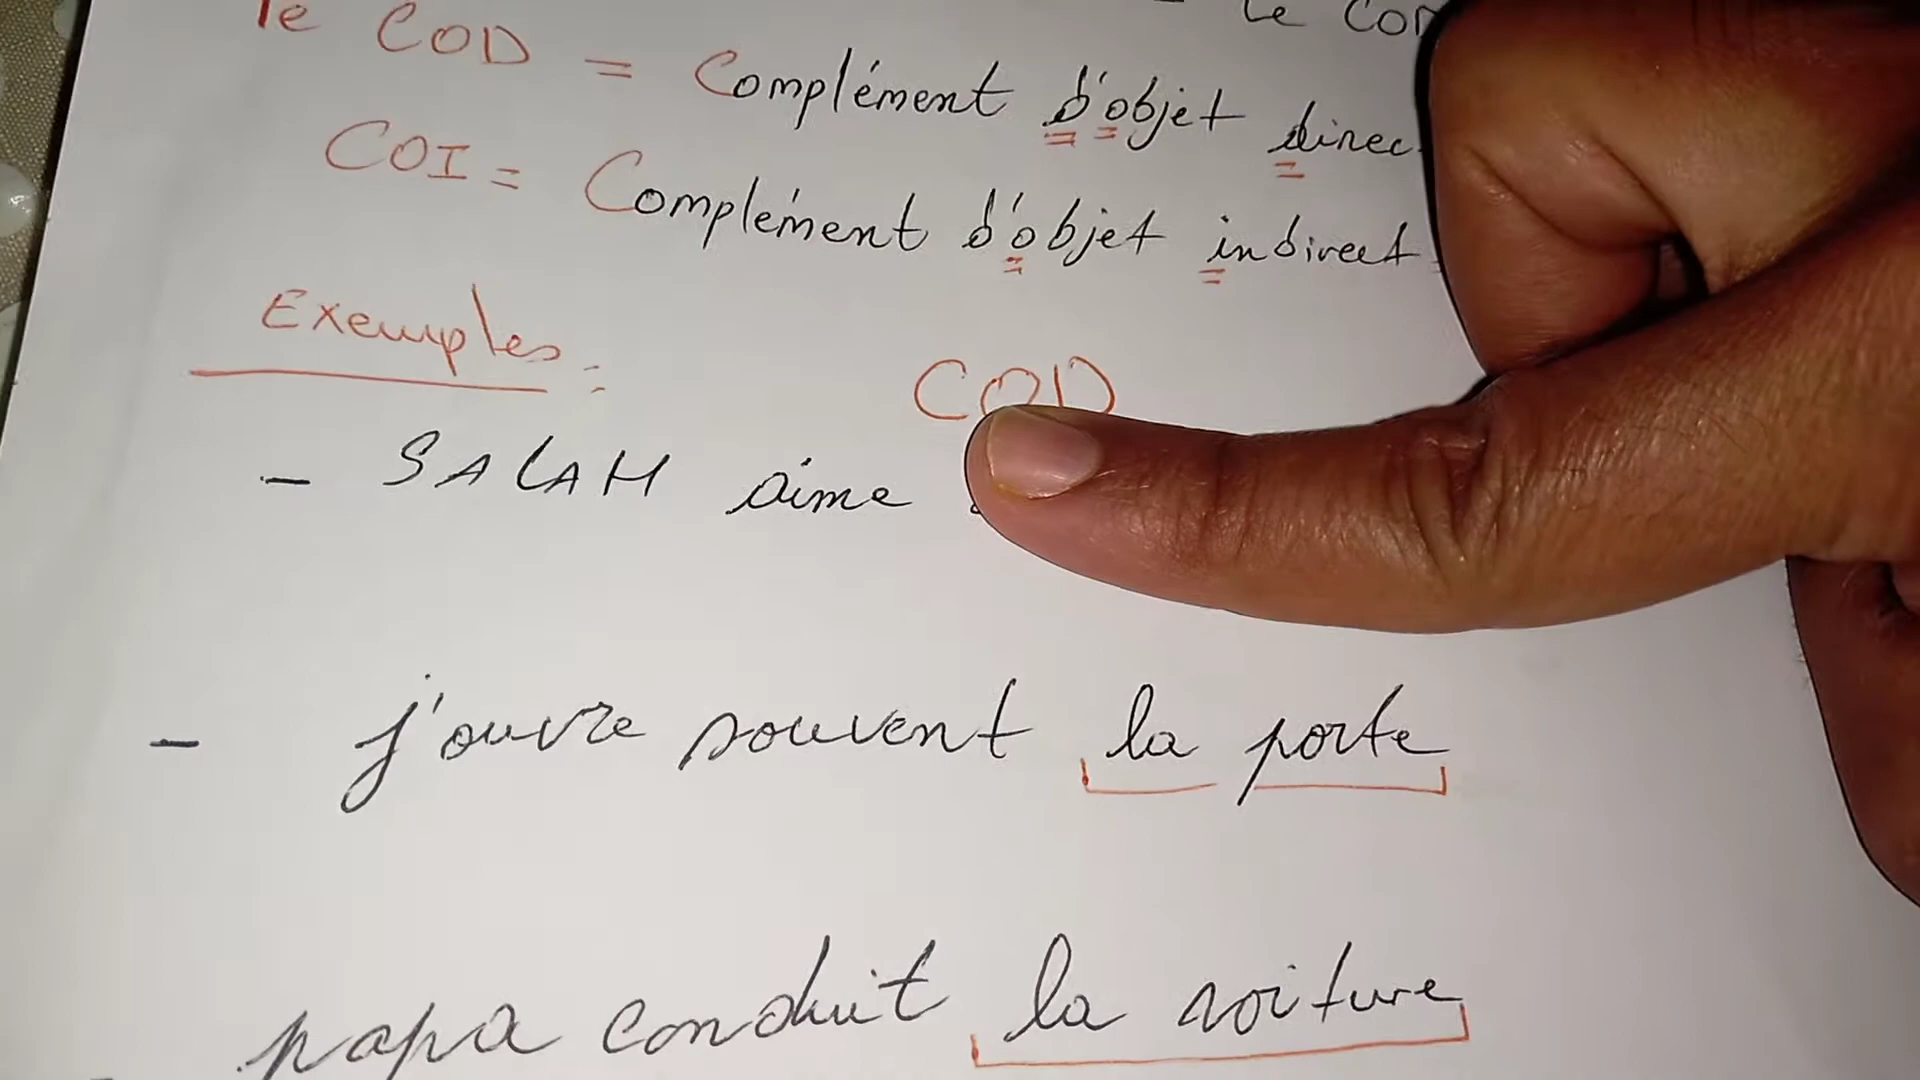 le COD = Complément d'objet direc
COI = Complément d'objet indirect
Exemples :
COD
- SALAH aime
- j'ouvre souvent la porte
papa conduit la voiture